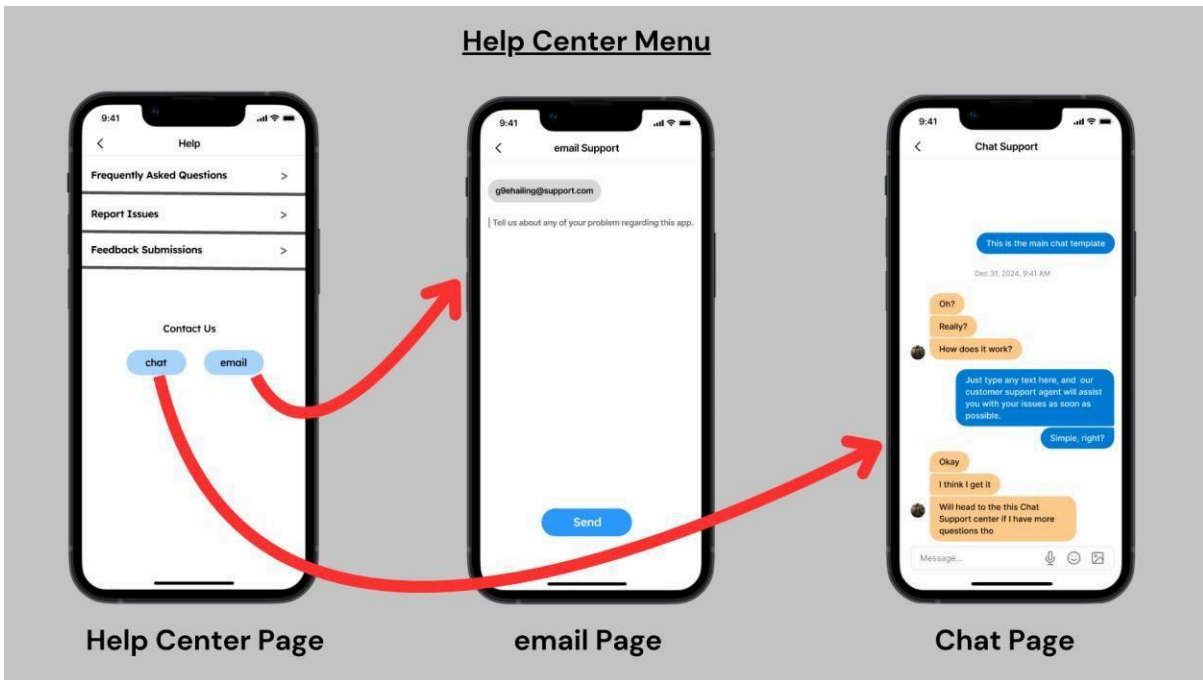 Help Center Menu
9:41
Help
Frequently Asked Questions >
Report Issues >
Feedback Submissions >
Contact Us
chat email
Help Center Page
9:41
email Support
g9ehailing@support.com
Tell us about any of your problem regarding this app.
Send
email Page
9:41
Chat Support
This is the main chat template
Dec 31, 2024, 9:41 AM
Oh?
Really?
How does it work?
Just type any text here, and our
customer support agent will assist
you with your issues as soon as
possible.
Simple, right?
Okay
I think I get it
Will head to the this Chat
Support center if I have more
questions tho
Message...
Chat Page